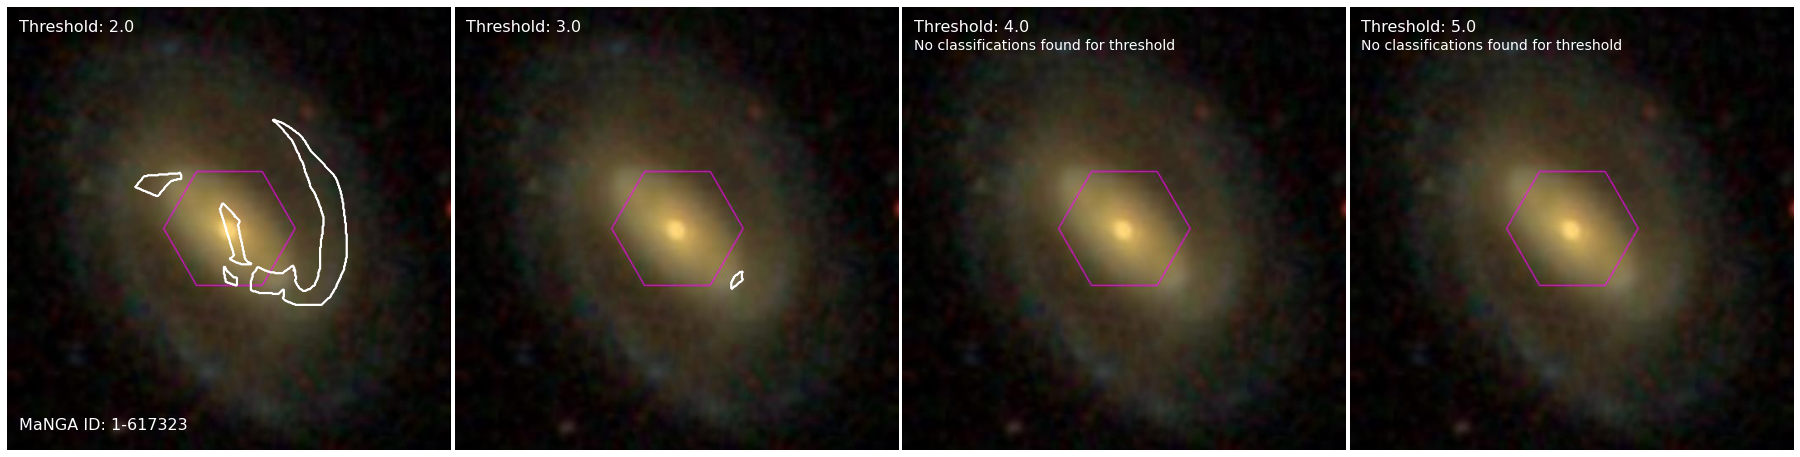 Threshold: 2.0
MaNGA ID: 1-617323
Threshold: 3.0
Threshold: 4.0
No classifications found for threshold
Threshold: 5.0
No classifications found for threshold